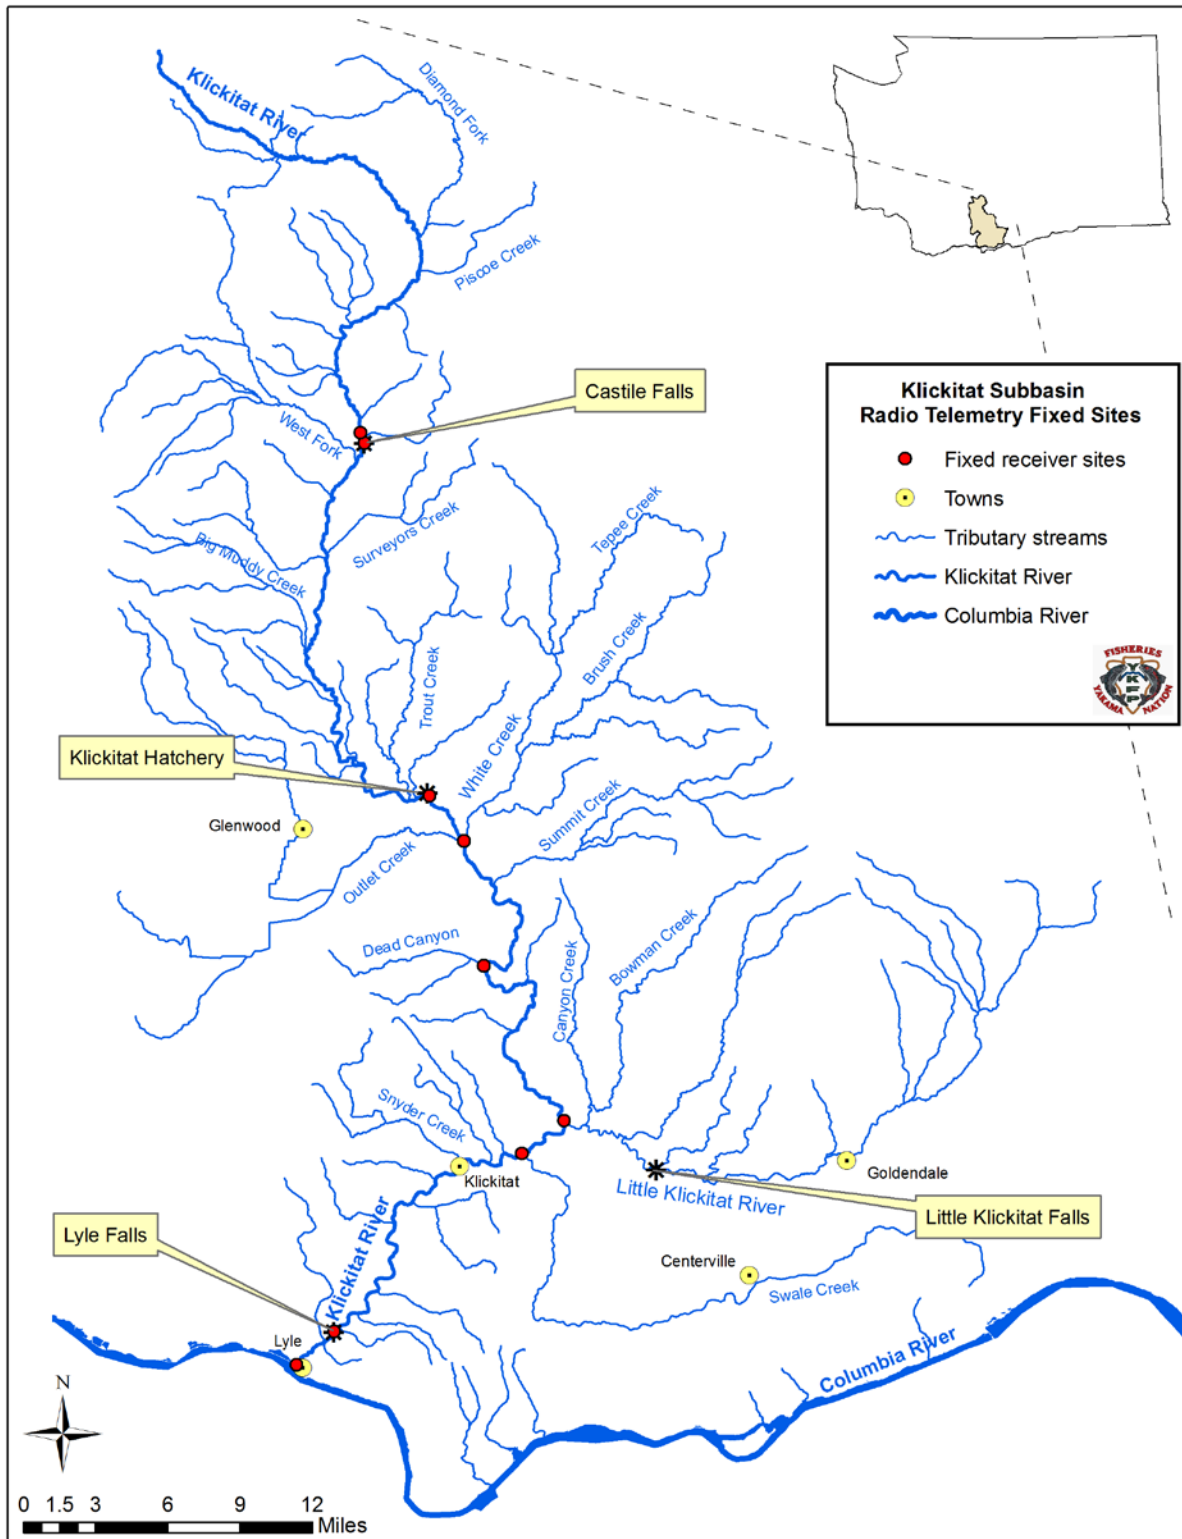 Klickitat River
Diamond Fork
Piscoe Creek
Castile Falls
West Fork
Surveyors Creek
Big Muddy Creek
Tepee Creek
Brush Creek
Trout Creek
White Creek
Klickitat Hatchery
Summit Creek
Glenwood
Outlet Creek
Dead Canyon
Canyon Creek
Bowman Creek
Snyder Creek
Klickitat
Goldendale
Little Klickitat River
Little Klickitat Falls
Lyle Falls
Klickitat River
Centerville
Swale Creek
Lyle
Columbia River
Klickitat Subbasin
Radio Telemetry Fixed Sites
Fixed receiver sites
Towns
Tributary streams
Klickitat River
Columbia River
FISHERIES
YKFP
YAKAMA NATION
N
0 1.5 3 6 9 12
Miles